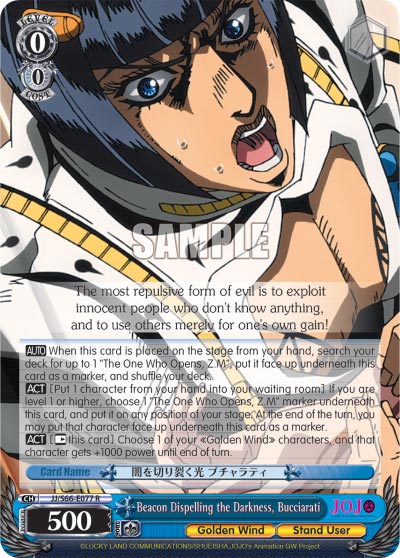 LEVEL
0
0
COST
SAMPLE
The most repulsive form of evil is to exploit
innocent people who don't know anything,
and to use others merely for one's own gain!
AUTO When this card is placed on the stage from your hand, search your
deck for up to 1 "The One Who Opens, Z.M", put it face up underneath this
card as a marker, and shuffle your deck.
ACT [Put 1 character from your hand into your waiting room] If you are
level 1 or higher, choose 1 "The One Who Opens, Z.M" marker underneath
this card, and put it on any position of your stage. At the end of the turn, you
may put that character face up underneath this card as a marker.
ACT [ this card] Choose 1 of your «Golden Wind» characters, and that
character gets +1000 power until end of turn.
Card Name 闇を切り裂く光 ブチャラティ
CH JJ/S66-E077 R
Beacon Dispelling the Darkness, Bucciarati JOJO
POWER 500 SOUL
Golden Wind Stand User
©LUCKY LAND COMMUNICATIONS/SHUEISHA,JOJO's Animation GW Project